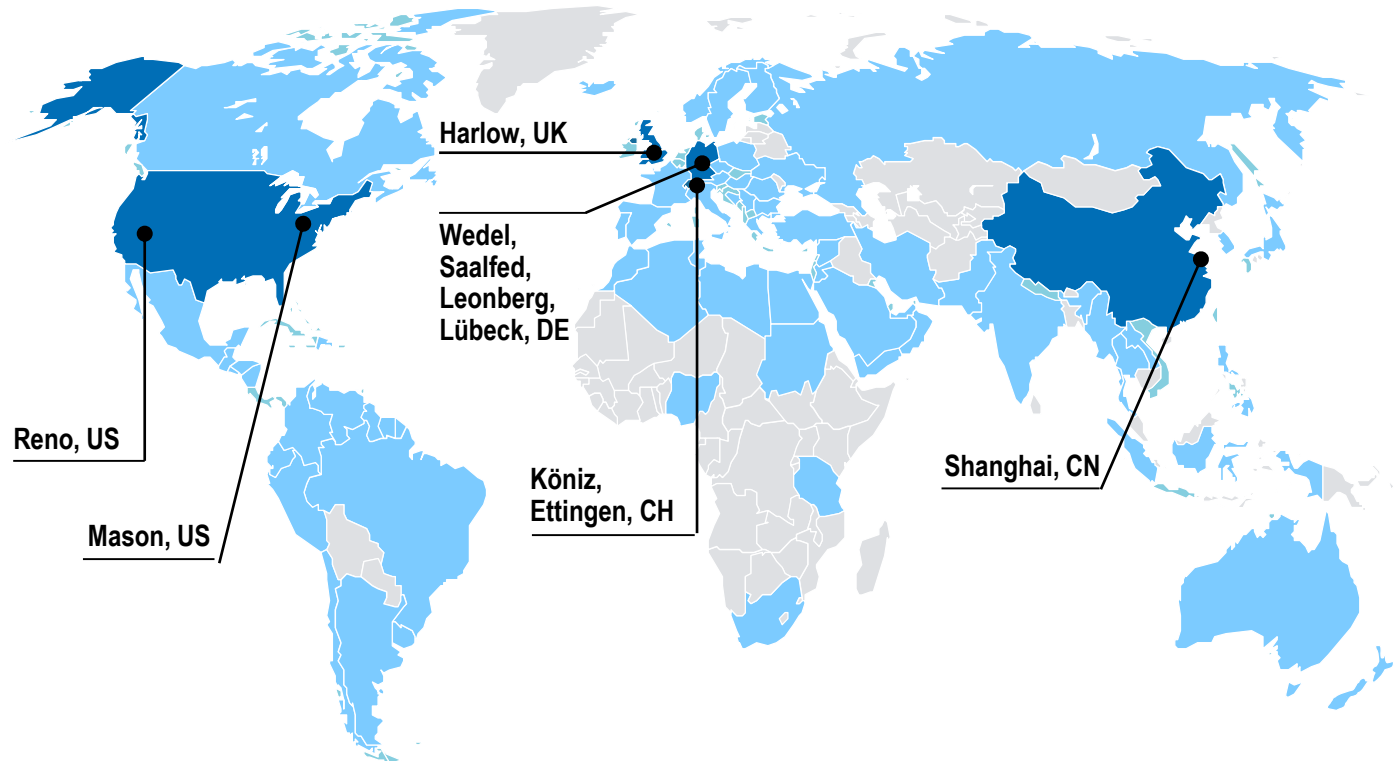 Harlow, UK
Wedel,
Saalfed,
Leonberg,
Lübeck, DE
Reno, US
Mason, US
Köniz,
Ettingen, CH
Shanghai, CN